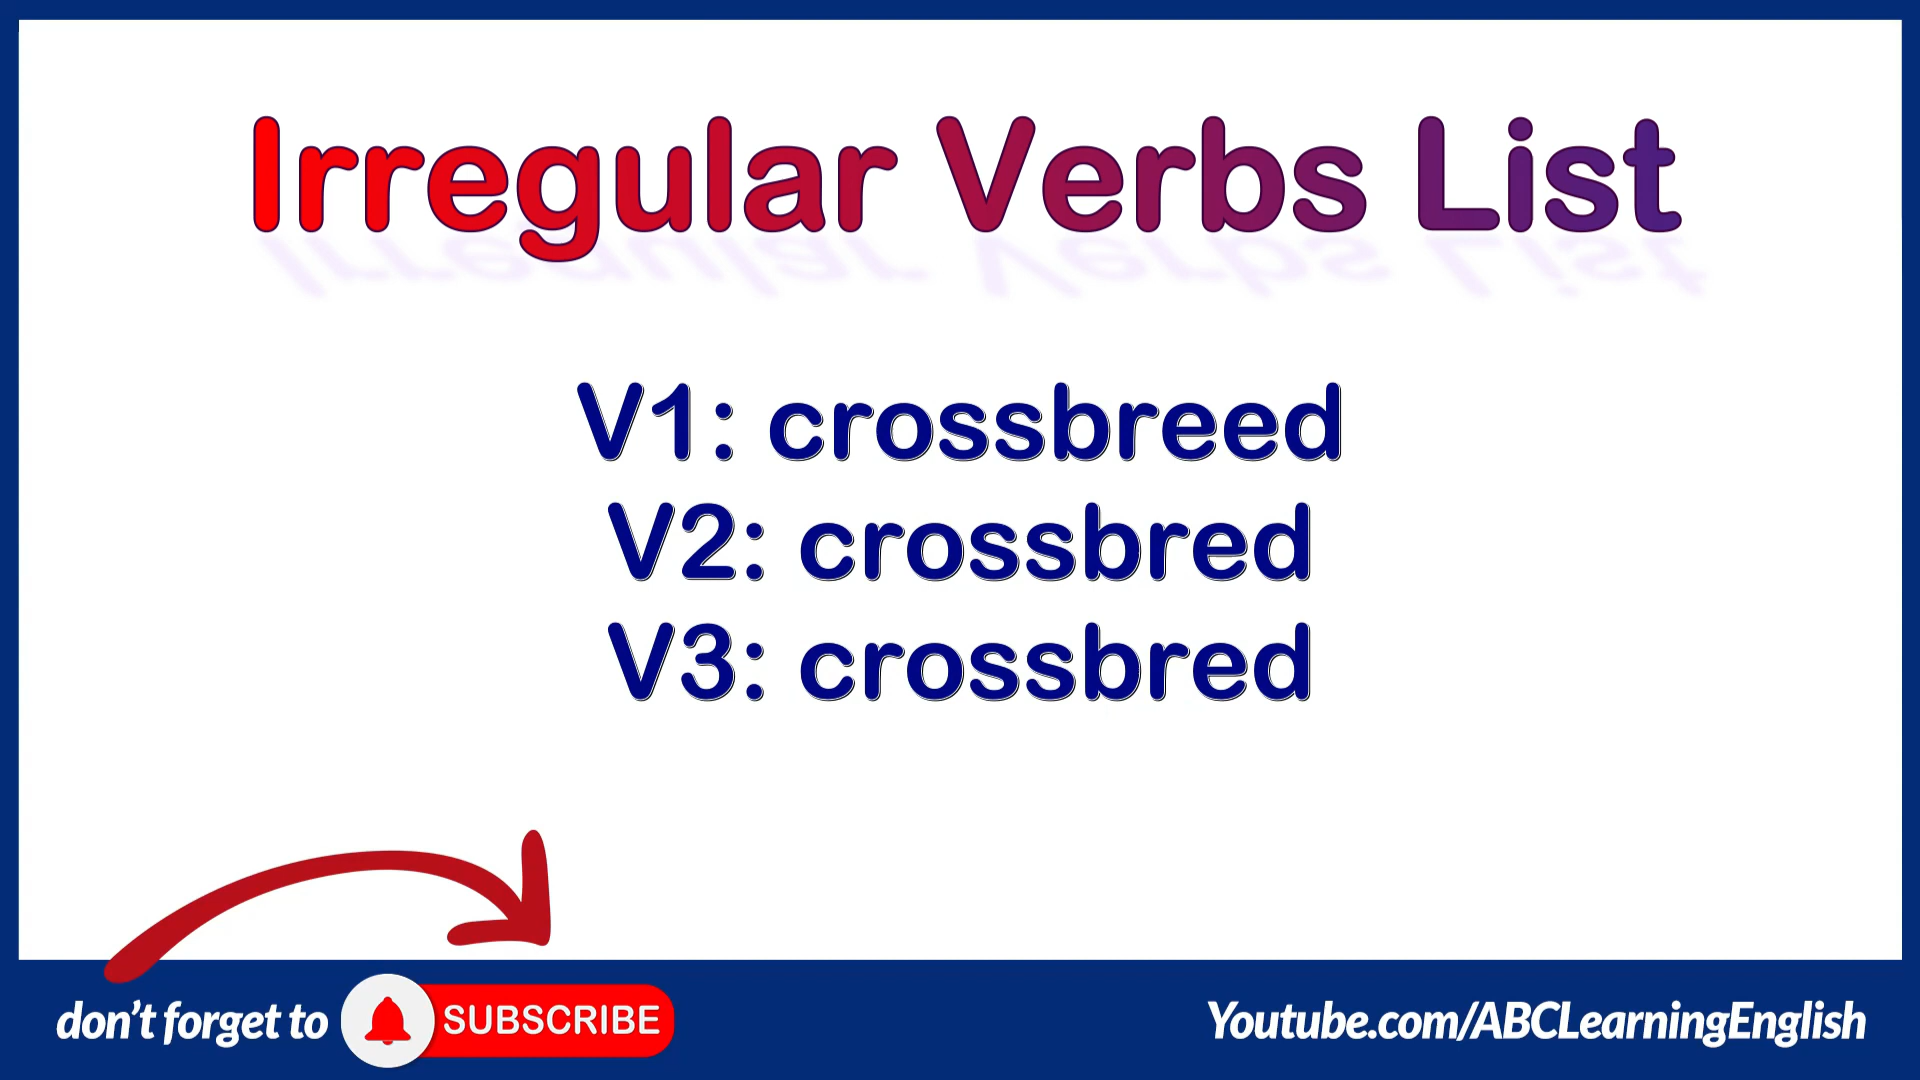 Irregular Verbs List
V1: crossbreed
V2: crossbred
V3: crossbred
don't forget to SUBSCRIBE
Youtube.com/ABCLearningEnglish